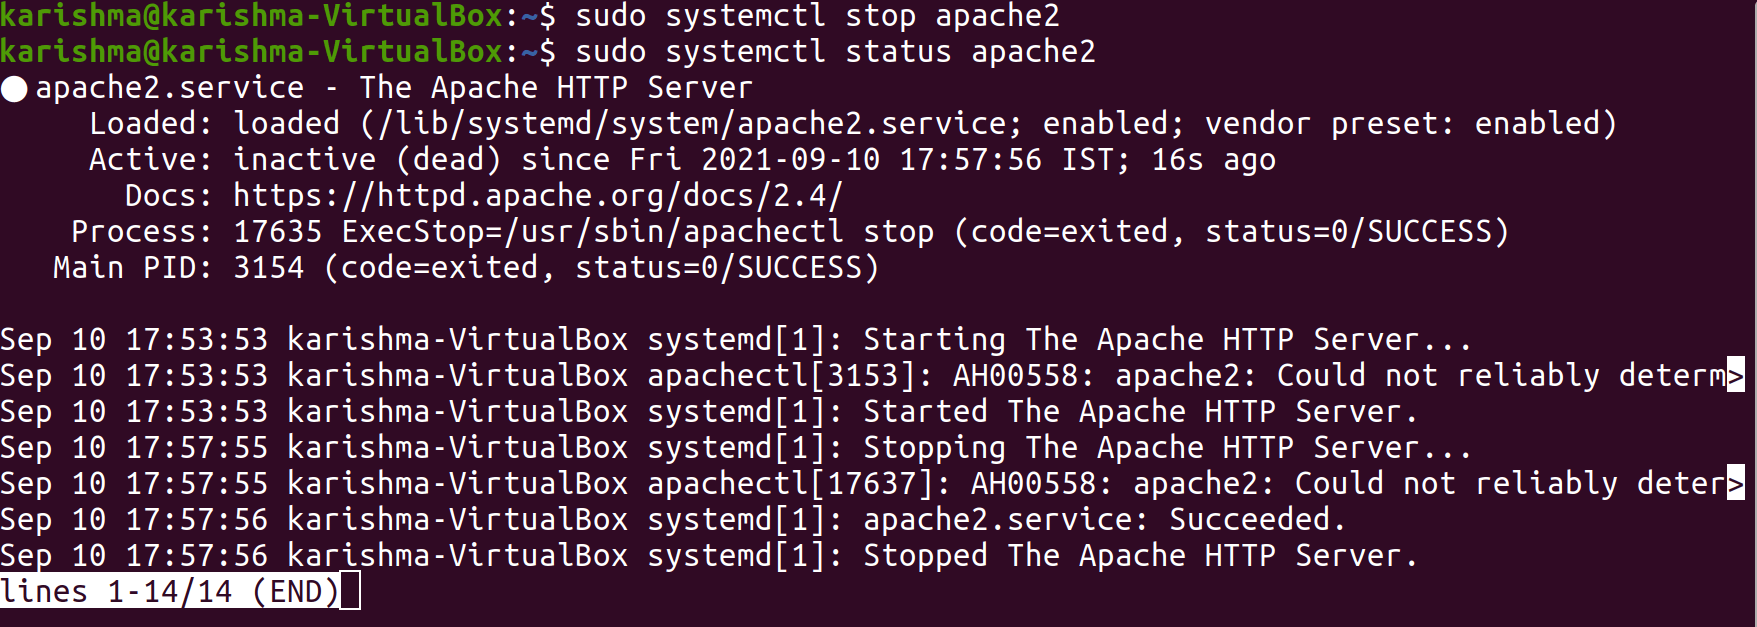 karishma@karishma-VirtualBox:~$ sudo systemctl stop apache2
karishma@karishma-VirtualBox:~$ sudo systemctl status apache2
● apache2.service - The Apache HTTP Server
     Loaded: loaded (/lib/systemd/system/apache2.service; enabled; vendor preset: enabled)
     Active: inactive (dead) since Fri 2021-09-10 17:57:56 IST; 16s ago
       Docs: https://httpd.apache.org/docs/2.4/
    Process: 17635 ExecStop=/usr/sbin/apachectl stop (code=exited, status=0/SUCCESS)
   Main PID: 3154 (code=exited, status=0/SUCCESS)

Sep 10 17:53:53 karishma-VirtualBox systemd[1]: Starting The Apache HTTP Server...
Sep 10 17:53:53 karishma-VirtualBox apachectl[3153]: AH00558: apache2: Could not reliably determ>
Sep 10 17:53:53 karishma-VirtualBox systemd[1]: Started The Apache HTTP Server.
Sep 10 17:57:55 karishma-VirtualBox systemd[1]: Stopping The Apache HTTP Server...
Sep 10 17:57:55 karishma-VirtualBox apachectl[17637]: AH00558: apache2: Could not reliably deter>
Sep 10 17:57:56 karishma-VirtualBox systemd[1]: apache2.service: Succeeded.
Sep 10 17:57:56 karishma-VirtualBox systemd[1]: Stopped The Apache HTTP Server.
lines 1-14/14 (END)